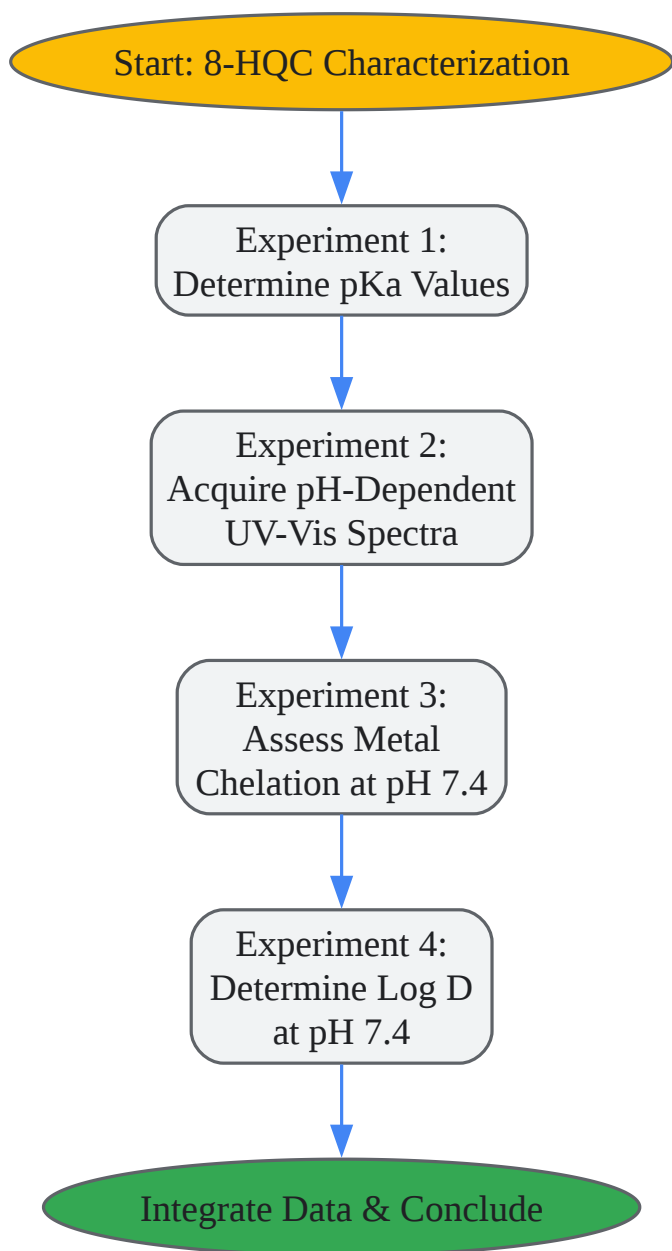 Start: 8-HQC Characterization
Experiment 1:
Determine pKa Values
Experiment 2:
Acquire pH-Dependent
UV-Vis Spectra
Experiment 3:
Assess Metal
Chelation at pH 7.4
Experiment 4:
Determine Log D
at pH 7.4
Integrate Data & Conclude